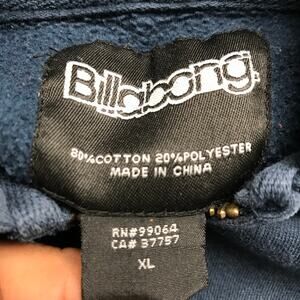 Billabong
80%COTTON 20%POLYESTER
MADE IN CHINA
RN#99064
CA# 37757
XL